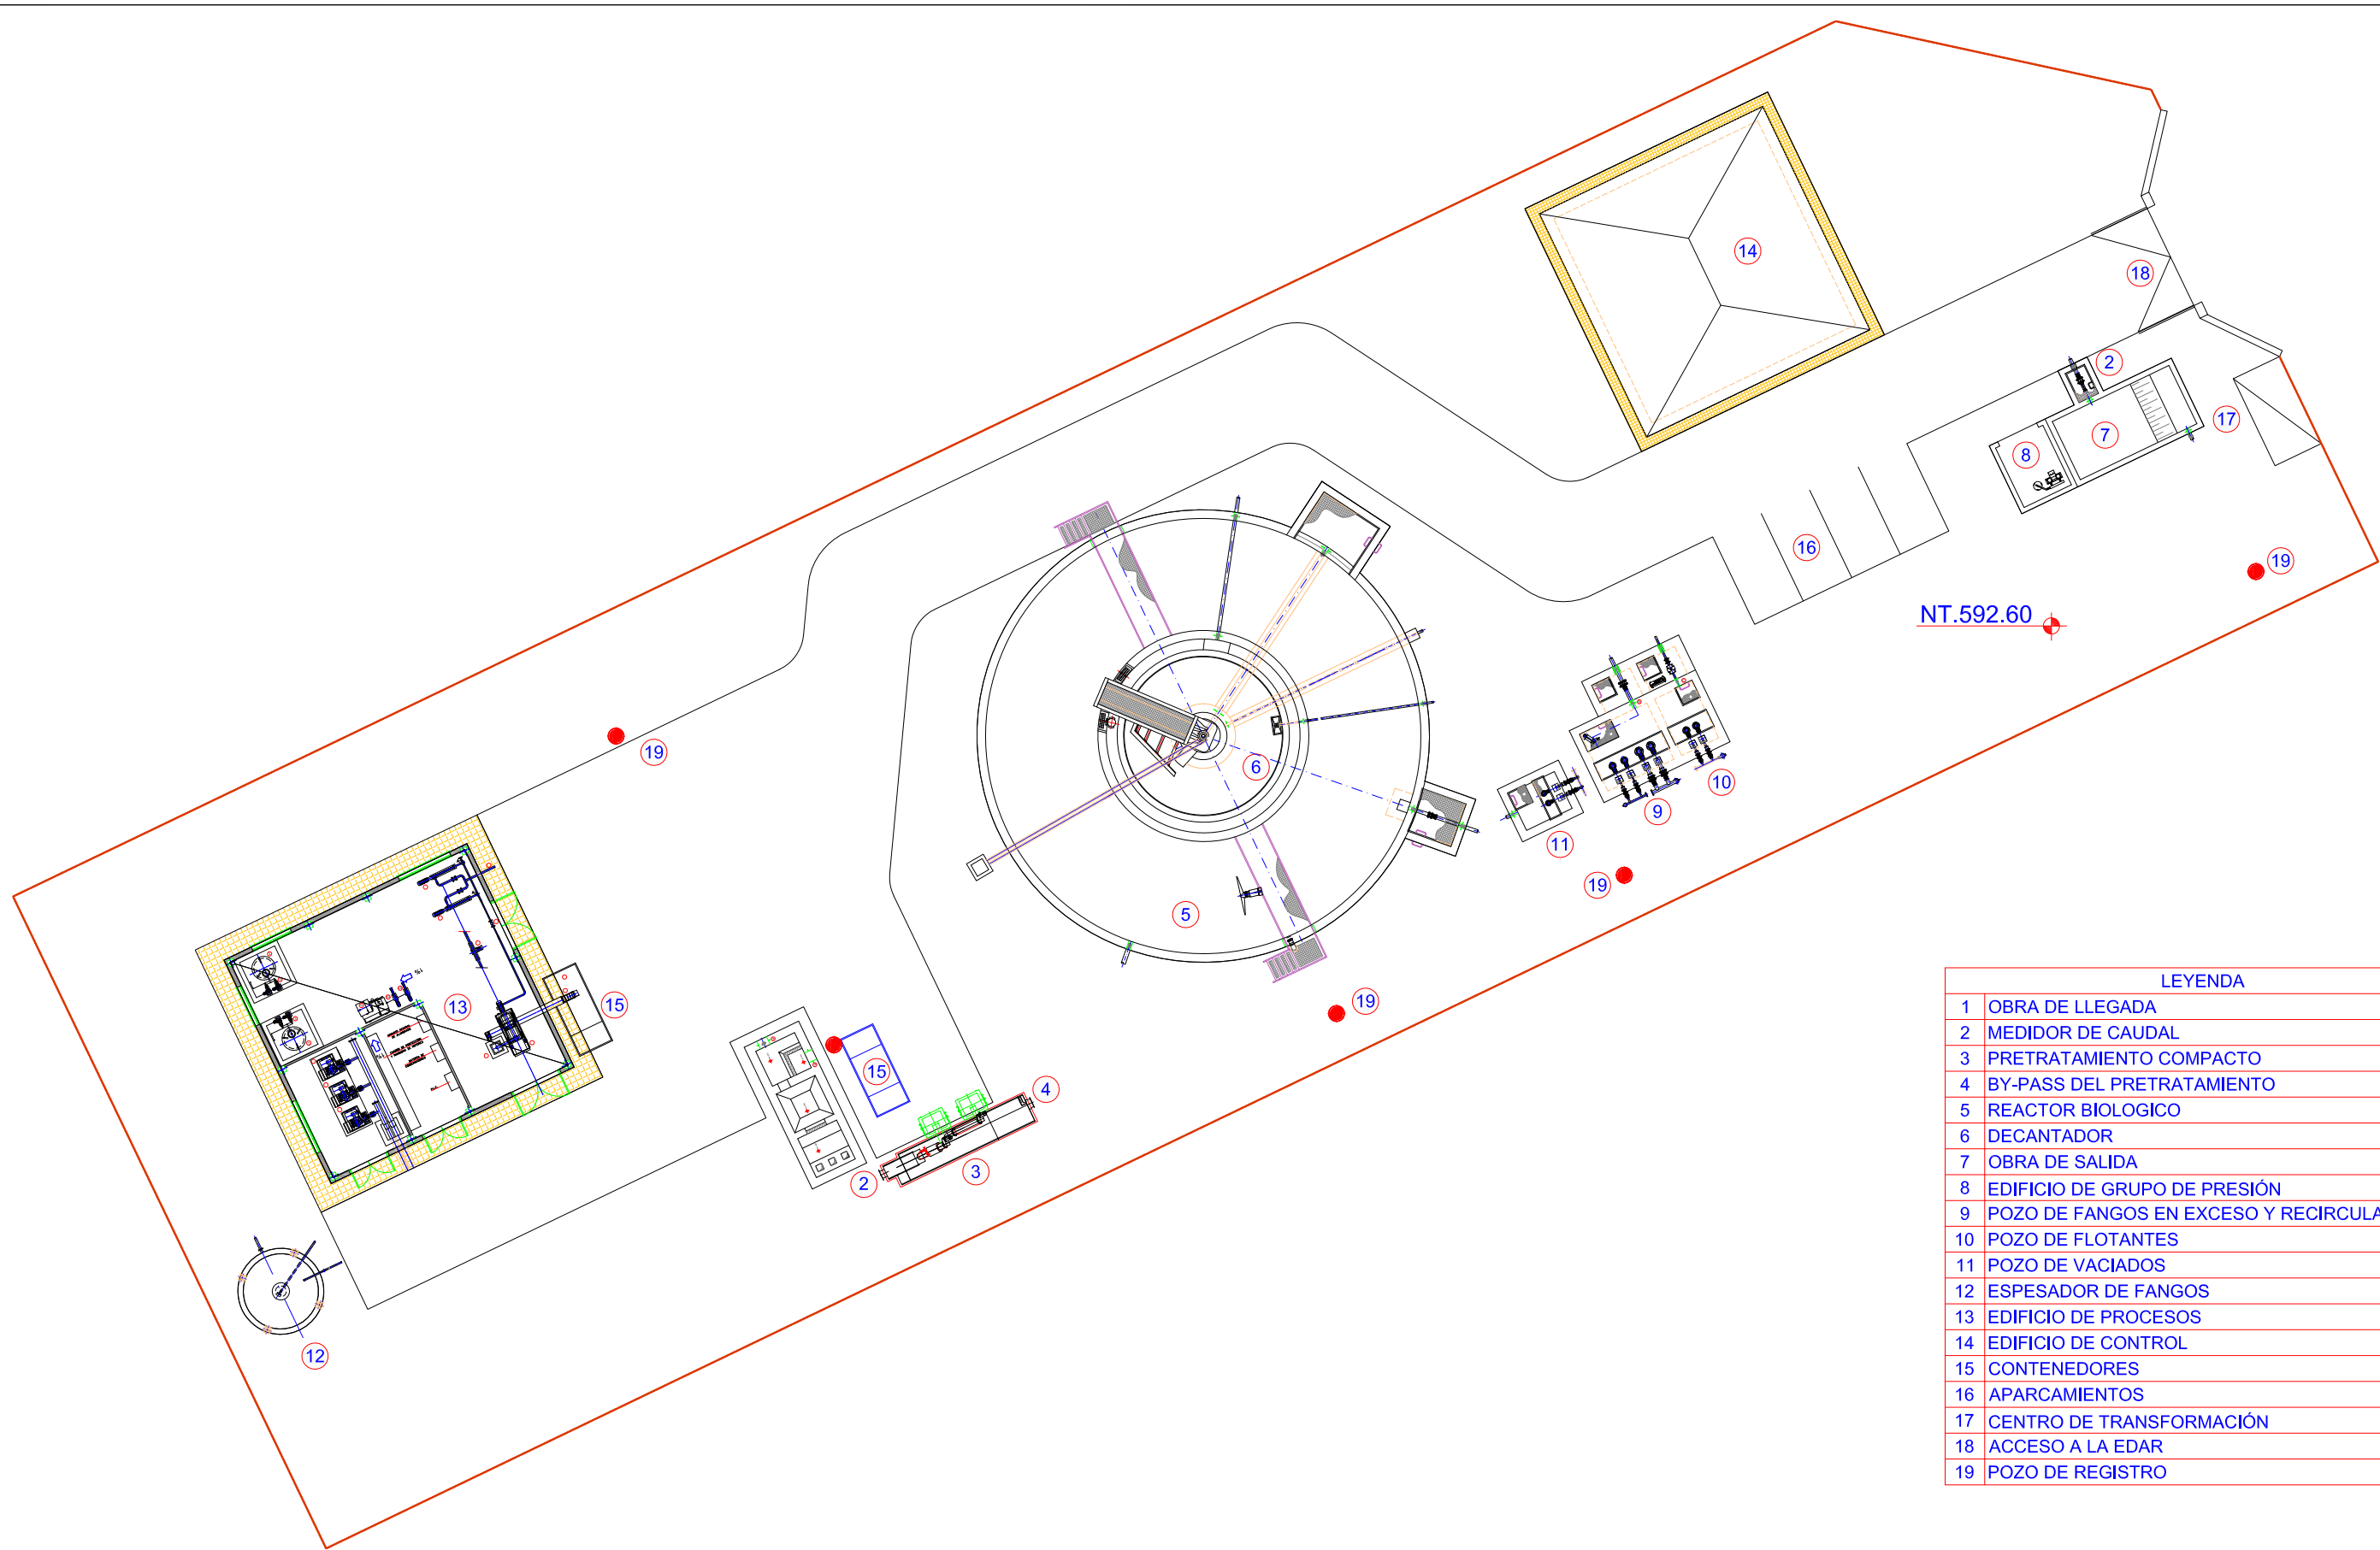 14
18
2
7
17
8
16
19
NT.592.60
19
6
10
9
11
19
5
19
13
15
15
4
3
2
12
LEYENDA
1 OBRA DE LLEGADA
2 MEDIDOR DE CAUDAL
3 PRETRATAMIENTO COMPACTO
4 BY-PASS DEL PRETRATAMIENTO
5 REACTOR BIOLOGICO
6 DECANTADOR
7 OBRA DE SALIDA
8 EDIFICIO DE GRUPO DE PRESIÓN
9 POZO DE FANGOS EN EXCESO Y RECIRCULA
10 POZO DE FLOTANTES
11 POZO DE VACIADOS
12 ESPESADOR DE FANGOS
13 EDIFICIO DE PROCESOS
14 EDIFICIO DE CONTROL
15 CONTENEDORES
16 APARCAMIENTOS
17 CENTRO DE TRANSFORMACIÓN
18 ACCESO A LA EDAR
19 POZO DE REGISTRO